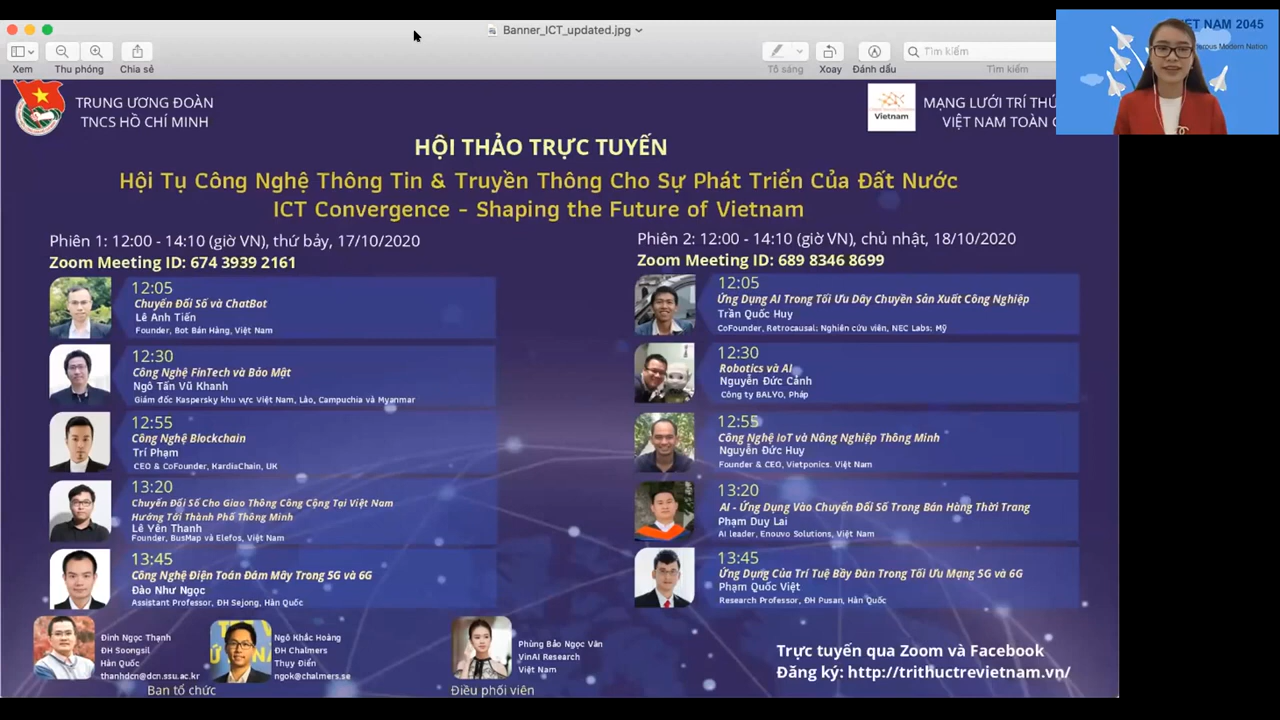 Banner_ICT_updated.jpg
Xem
Thu phóng
Chia sẻ
Tô sáng
Xoay
Đánh dấu
Tìm kiếm
Tìm kiếm
NAM 2045
Modern Nation
TRUNG ƯƠNG ĐOÀN
TNCS HỒ CHÍ MINH
Vietnam
MẠNG LƯỚI TRÍ
VIỆT NAM TOÀN
HỘI THẢO TRỰC TUYẾN
Hội Tụ Công Nghệ Thông Tin & Truyền Thông Cho Sự Phát Triển Của Đất Nước
ICT Convergence - Shaping the Future of Vietnam
Phiên 1: 12:00 - 14:10 (giờ VN), thứ bảy, 17/10/2020
Zoom Meeting ID: 674 3939 2161
12:05
Chuyển Đổi Số và ChatBot
Lê Anh Tiến
Founder, Bot Bán Hàng, Việt Nam
12:30
Công Nghệ FinTech và Bảo Mật
Ngô Tấn Vũ Khanh
Giám đốc Kaspersky khu vực Việt Nam, Lào, Campuchia và Myanmar
12:55
Công Nghệ Blockchain
Trí Phạm
CEO & CoFounder, KardiaChain, UK
13:20
Chuyển Đổi Số Cho Giao Thông Công Cộng Tại Việt Nam
Hướng Tới Thành Phố Thông Minh
Lê Yên Thanh
Founder, BusMap và Elefos, Việt Nam
13:45
Công Nghệ Điện Toán Đám Mây Trong 5G và 6G
Đào Như Ngọc
Assistant Professor, ĐH Sejong, Hàn Quốc
Phiên 2: 12:00 - 14:10 (giờ VN), chủ nhật, 18/10/2020
Zoom Meeting ID: 689 8346 8699
12:05
Ứng Dụng AI Trong Tối Ưu Dây Chuyền Sản Xuất Công Nghiệp
Trần Quốc Huy
CoFounder, Retrocausal; Nghiên cứu viên, NEC Labs; Mỹ
12:30
Robotics và AI
Nguyễn Đức Cảnh
Công ty BALYO, Pháp
12:55
Công Nghệ IoT và Nông Nghiệp Thông Minh
Nguyễn Đức Huy
Founder & CEO, Vietponics. Việt Nam
13:20
AI - Ứng Dụng Vào Chuyển Đổi Số Trong Bán Hàng Thời Trang
Phạm Duy Lai
AI leader, Enouvo Solutions, Việt Nam
13:45
Ứng Dụng Của Trí Tuệ Bầy Đàn Trong Tối Ưu Mạng 5G và 6G
Phạm Quốc Việt
Research Professor, ĐH Pusan, Hàn Quốc
Đinh Ngọc Thạnh
ĐH Soongsil
Hàn Quốc
thanhdcn@dcn.ssu.ac.kr
Ngô Khắc Hoàng
ĐH Chalmers
Thụy Điển
ngok@chalmers.se
Ban tổ chức
Phùng Bảo Ngọc Vân
VinAI Research
Việt Nam
Điều phối viên
Trực tuyến qua Zoom và Facebook
Đăng ký: http://trithuctrevietnam.vn/